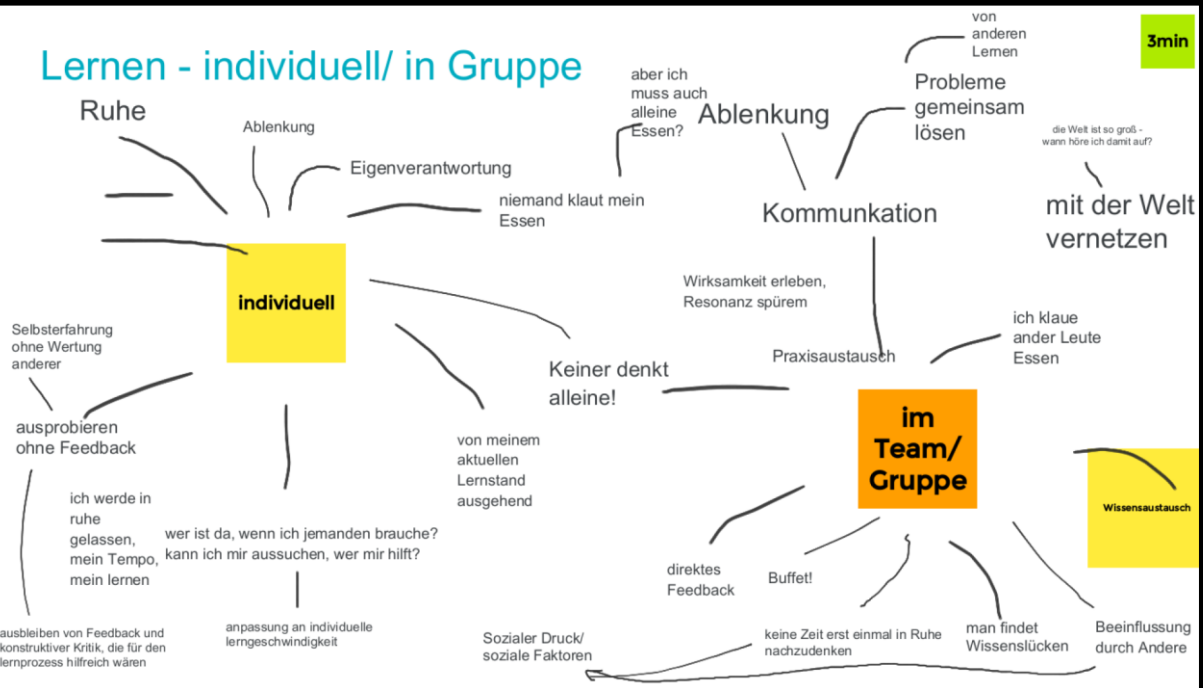 Lernen - individuell/ in Gruppe
3min
Ruhe
Ablenkung
Eigenverantwortung
niemand klaut mein
Essen
aber ich
muss auch
alleine
Essen?
Ablenkung
von
anderen
Lernen
Probleme
gemeinsam
lösen
die Welt ist so groß -
wann höre ich damit auf?
mit der Welt
vernetzen
Kommunkation
individuell
Wirksamkeit erleben,
Resonanz spürem
Praxisaustausch
ich klaue
ander Leute
Essen
Selbsterfahrung
ohne Wertung
anderer
Keiner denkt
alleine!
ausprobieren
ohne Feedback
im
Team/
Gruppe
von meinem
aktuellen
Lernstand
ausgehend
Wissensaustausch
ich werde in
ruhe
gelassen,
mein Tempo,
mein lernen
wer ist da, wenn ich jemanden brauche?
kann ich mir aussuchen, wer mir hilft?
direktes
Feedback
Buffet!
ausbleiben von Feedback und
konstruktiver Kritik, die für den
lernprozess hilfreich wären
anpassung an individuelle
lerngeschwindigkeit
Sozialer Druck/
soziale Faktoren
keine Zeit erst einmal in Ruhe
nachzudenken
man findet
Wissenslücken
Beeinflussung
durch Andere